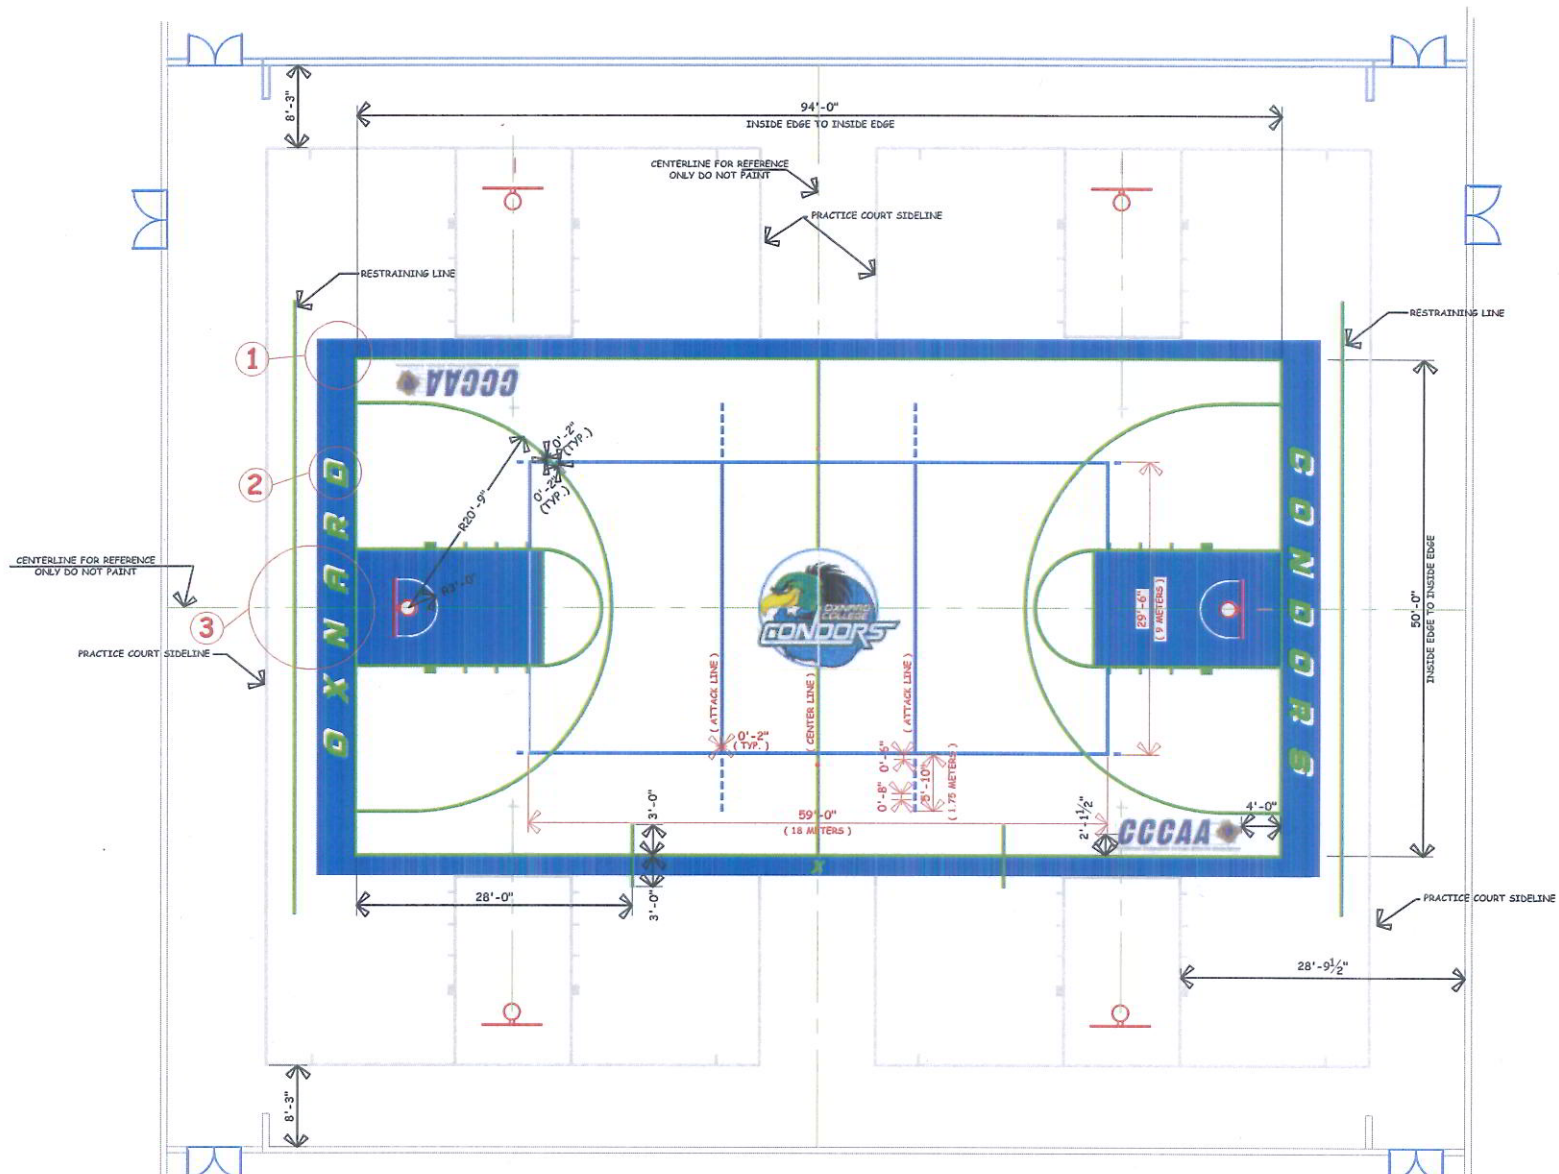 94'-0"
INSIDE EDGE TO INSIDE EDGE
8'-3"
CENTERLINE FOR REFERENCE
ONLY DO NOT PAINT
PRACTICE COURT SIDELINE
RESTRAINING LINE
RESTRAINING LINE
1
CCCAA
0'-2"
(TYP.)
2
0'-2"
(TYP.)
R20'-9"
OXNARD
CONDORS
CENTERLINE FOR REFERENCE
ONLY DO NOT PAINT
R3'-0"
3
OXNARD
COLLEGE
CONDORS
29'-6"
( 9 METERS )
50'-0"
INSIDE EDGE TO INSIDE EDGE
PRACTICE COURT SIDELINE
( ATTACK LINE )
( CENTER LINE )
( ATTACK LINE )
0'-2"
( TYP. )
0'-6"
0'-8"
5'-10"
( 1.75 METERS )
59'-0"
( 18 METERS )
3'-0"
2'-1½"
CCCAA
4'-0"
X
28'-0"
3'-0"
PRACTICE COURT SIDELINE
28'-9½"
8'-3"